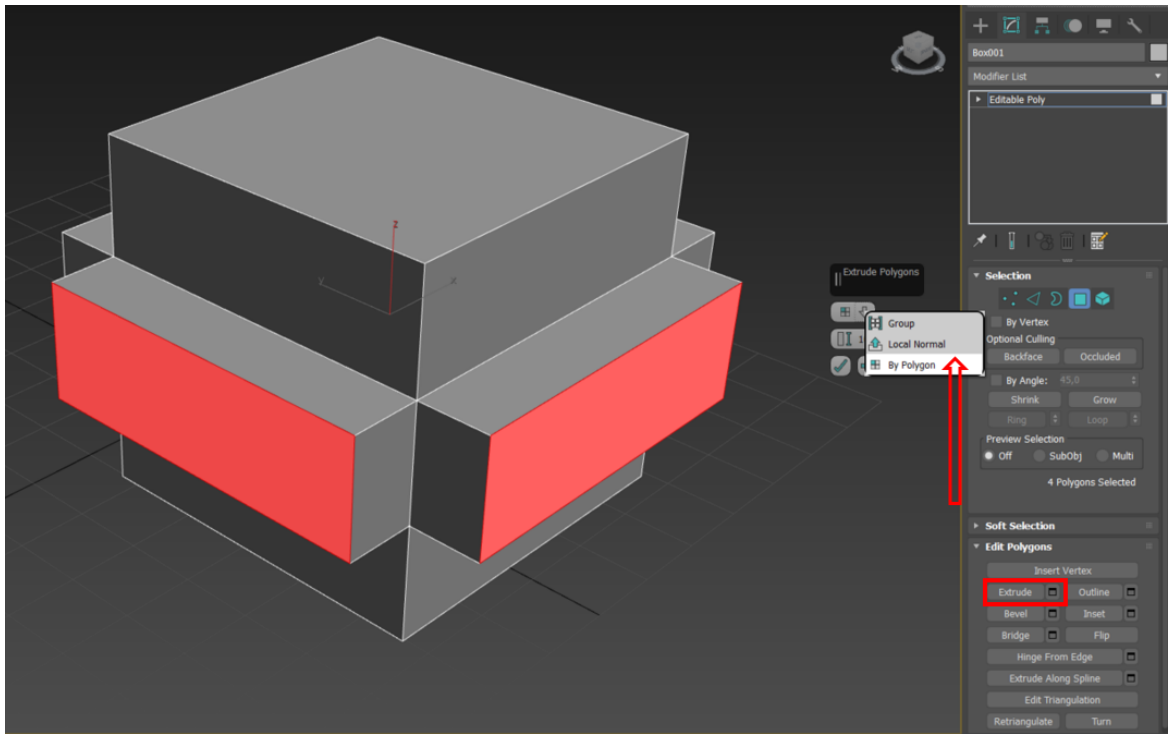 Box001
Modifier List
Editable Poly
z
y
x
Extrude Polygons
Group
Local Normal
By Polygon
1
Selection
By Vertex
Optional Culling
Backface Occluded
By Angle: 45,0
Shrink Grow
Ring Loop
Preview Selection
Off SubObj Multi
4 Polygons Selected
Soft Selection
Edit Polygons
Insert Vertex
Extrude Outline
Bevel Inset
Bridge Flip
Hinge From Edge
Extrude Along Spline
Edit Triangulation
Retriangulate Turn